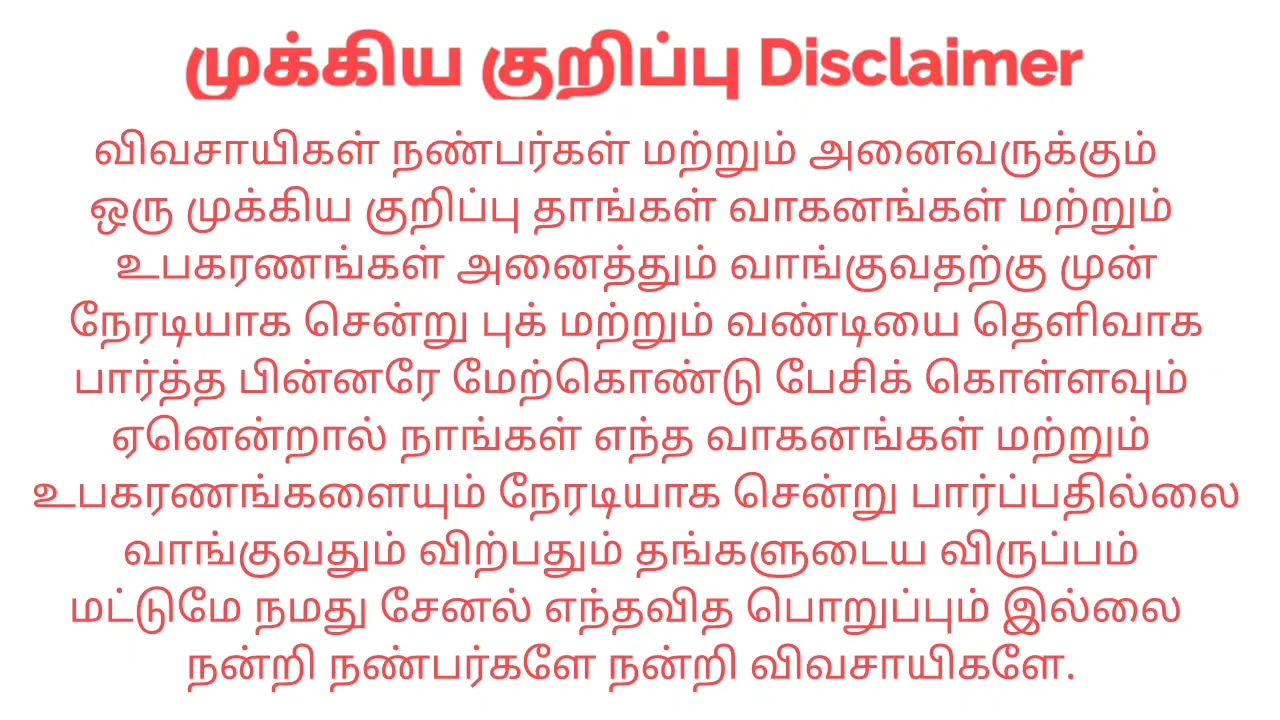 முக்கிய குறிப்பு Disclaimer
விவசாயிகள் நண்பர்கள் மற்றும் அனைவருக்கும்
ஒரு முக்கிய குறிப்பு தாங்கள் வாகனங்கள் மற்றும்
உபகரணங்கள் அனைத்தும் வாங்குவதற்கு முன்
நேரடியாக சென்று புக் மற்றும் வண்டியை தெளிவாக
பார்த்த பின்னரே மேற்கொண்டு பேசிக் கொள்ளவும்
ஏனென்றால் நாங்கள் எந்த வாகனங்கள் மற்றும்
உபகரணங்களையும் நேரடியாக சென்று பார்ப்பதில்லை
வாங்குவதும் விற்பதும் தங்களுடைய விருப்பம்
மட்டுமே நமது சேனல் எந்தவித பொறுப்பும் இல்லை
நன்றி நண்பர்களே நன்றி விவசாயிகளே.